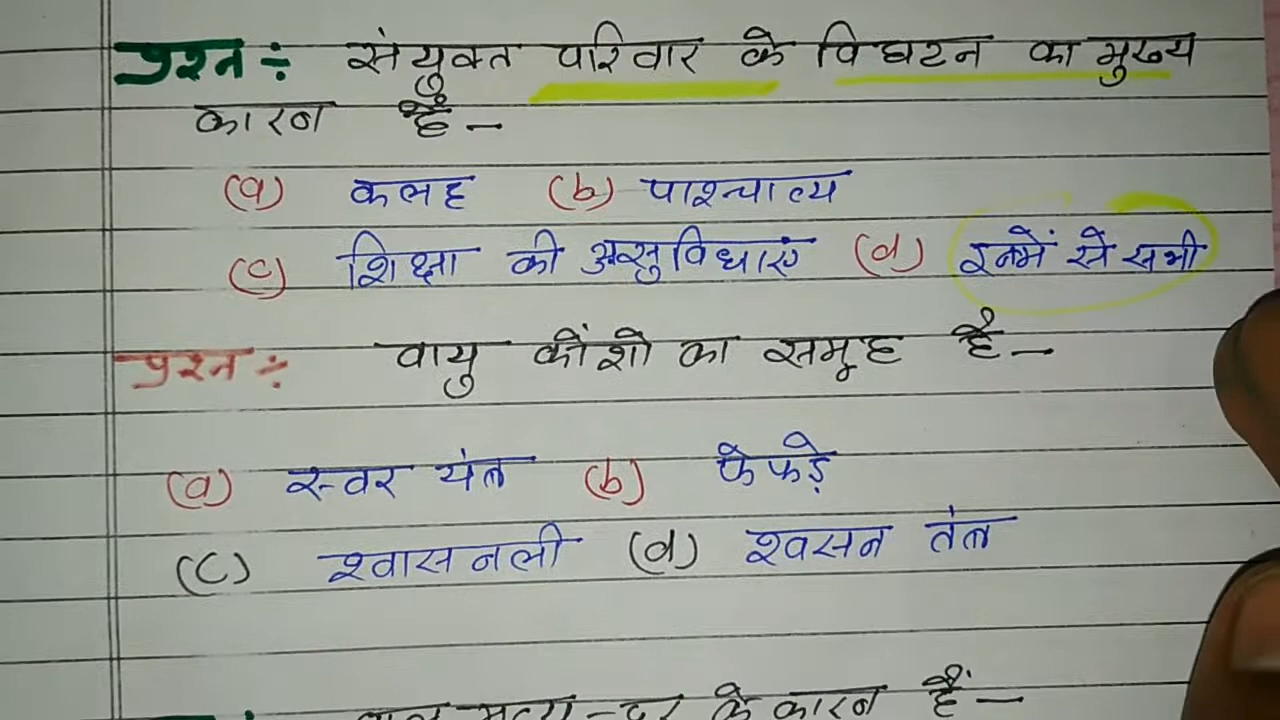 प्रश्न ÷ संयुक्त परिवार के विघटन का मुख्य
कारण है -
(a) कलह (b) पाश्चात्य
(c) शिक्षा की असुविधाएं (d) इनमें से सभी
प्रश्न ÷ वायु कोंशो का समूह है -
(a) स्वर यंत्र (b) फेफड़े
(C) श्वासनली (d) श्वसन तंत्र
के कारण हैं -